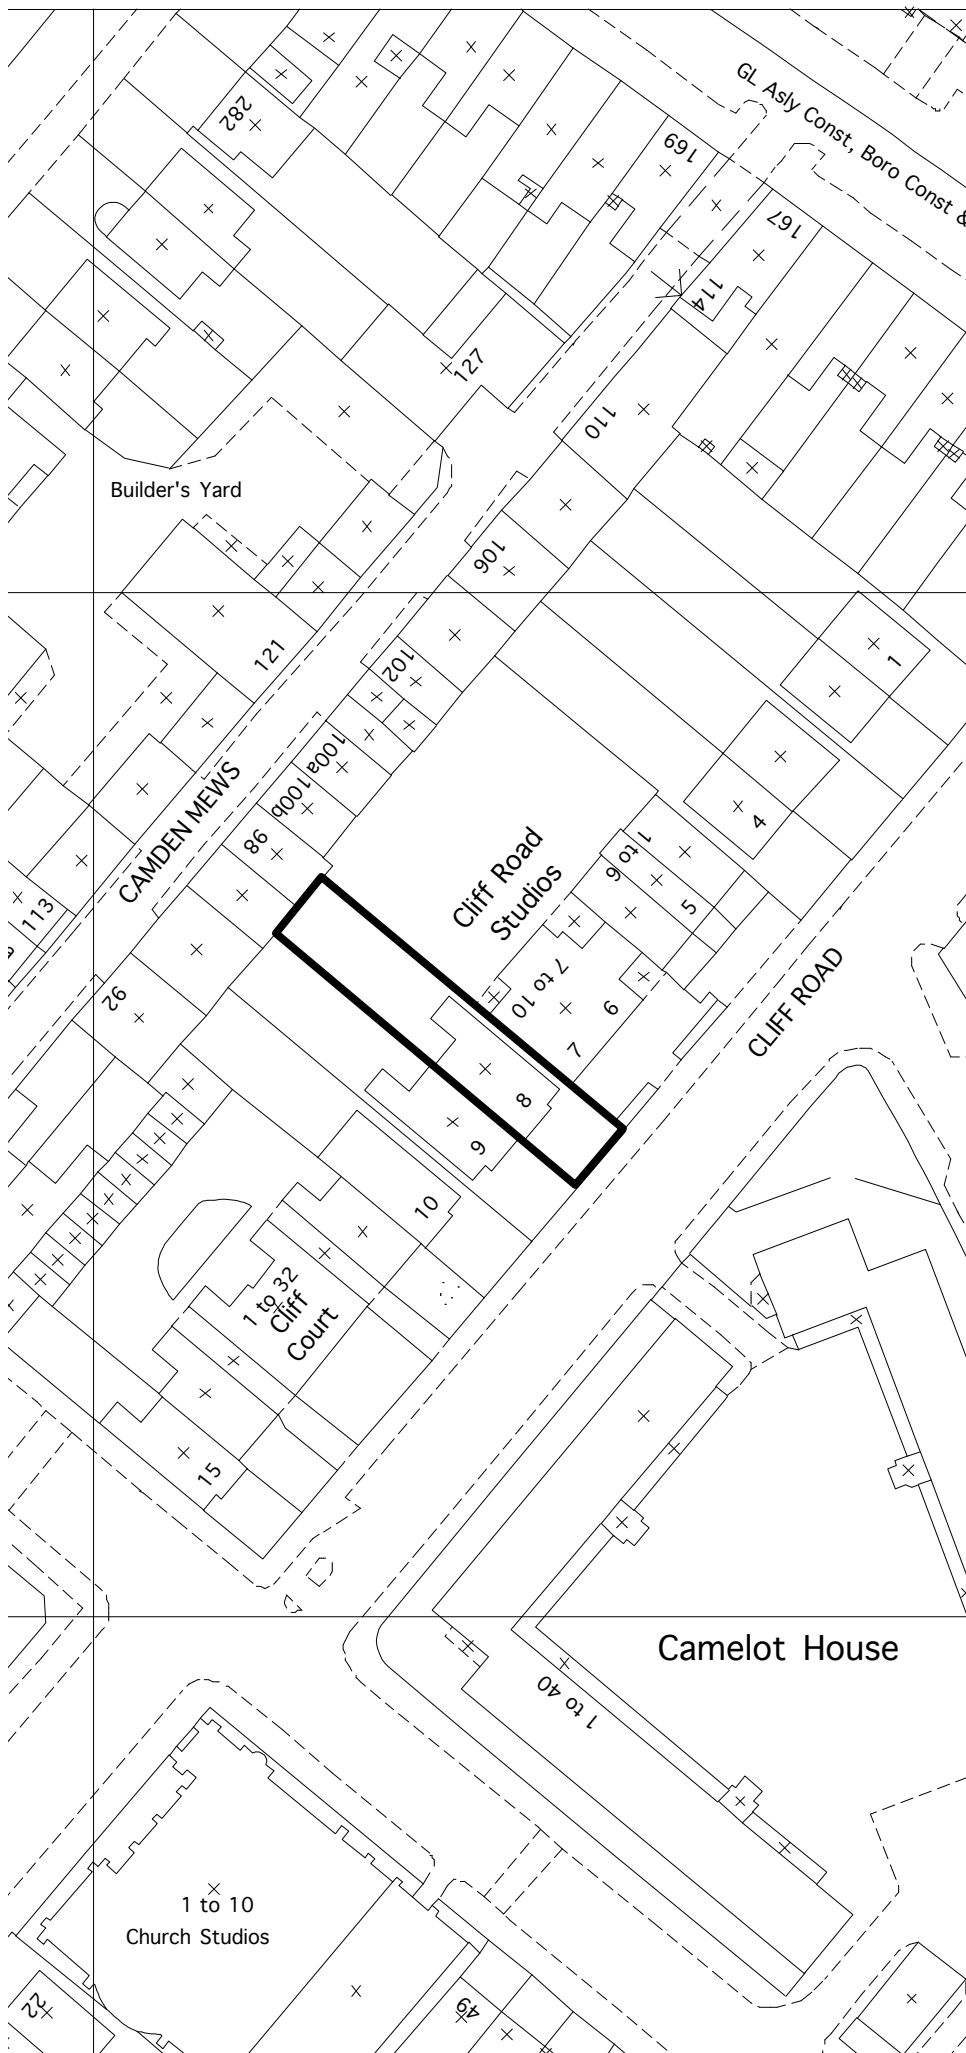 GL Asly Const, Boro Const &
282
169
167
114
127
110
Builder's Yard
106
121
102
1
100a
100b
CAMDEN MEWS
98
4
1 to 6
Cliff Road
Studios
5
113
7 to 10
6
CLIFF ROAD
92
7
8
9
10
1 to 32
Cliff
Court
15
Camelot House
1 to 40
1 to 10
Church Studios
22
49